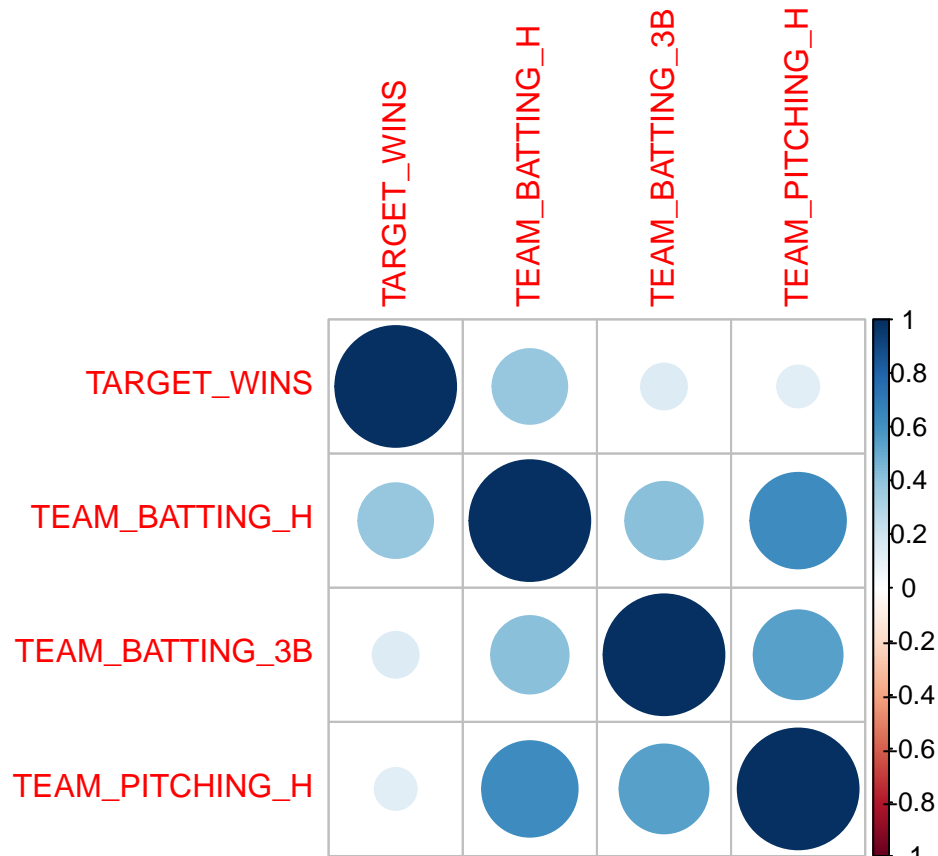 TARGET_WINS
TEAM_BATTING_H
TEAM_BATTING_3B
TEAM_PITCHING_H
TARGET_WINS
TEAM_BATTING_H
TEAM_BATTING_3B
TEAM_PITCHING_H
1
0.8
0.6
0.4
0.2
0
-0.2
-0.4
-0.6
-0.8
-1